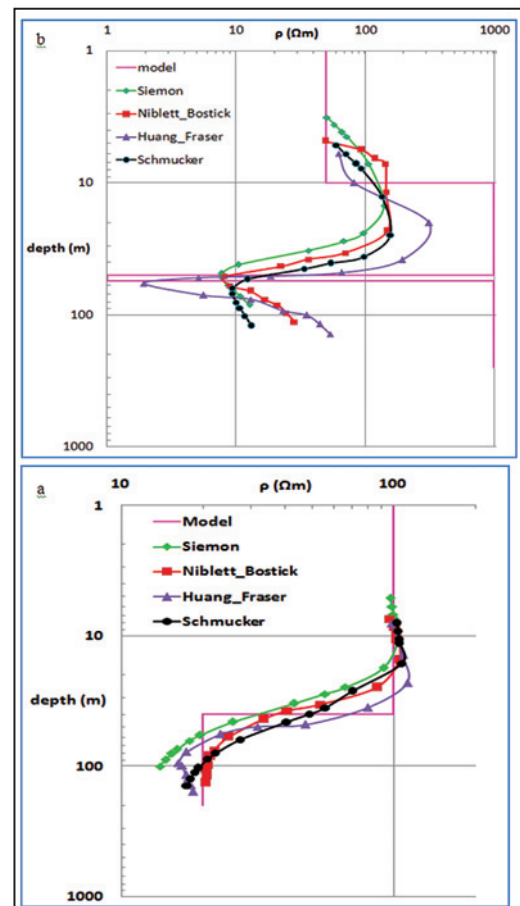 b
ρ (Ωm)
1 10 100 1000
1
model
Siemon
Niblett_Bostick
Huang_Fraser
Schmucker
10
depth (m)
100
1000
a
ρ (Ωm)
10 100
1
Model
Siemon
Niblett_Bostick
Huang_Fraser
Schmucker
10
depth (m)
100
1000